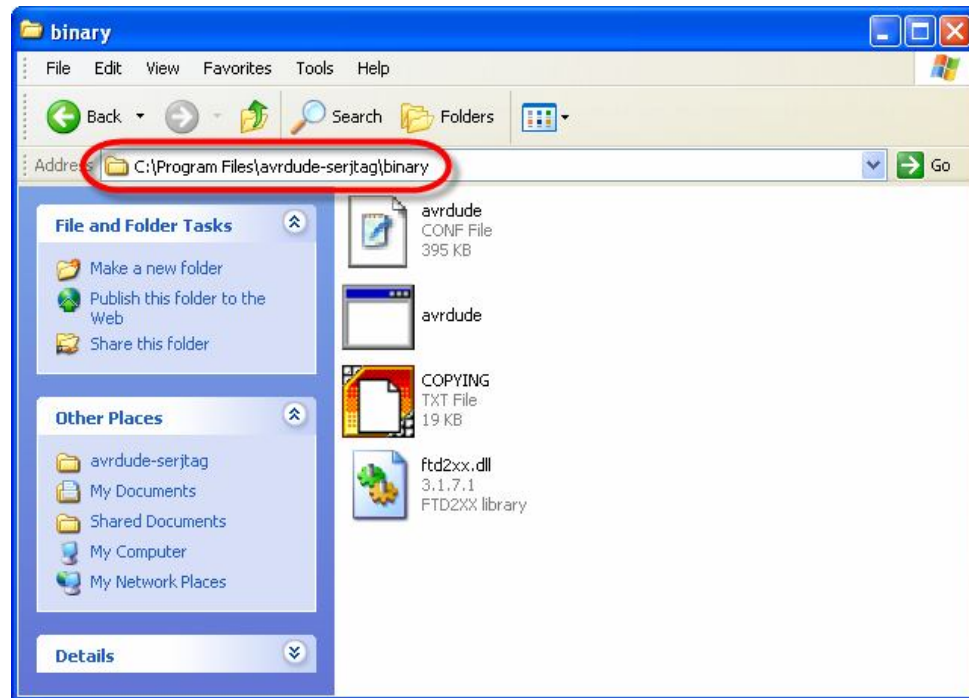 binary
File Edit View Favorites Tools Help
Back Search Folders
Address C:\Program Files\avrdude-serjtag\binary Go
File and Folder Tasks
Make a new folder
Publish this folder to the
Web
Share this folder
Other Places
avrdude-serjtag
My Documents
Shared Documents
My Computer
My Network Places
Details
avrdude
CONF File
395 KB
avrdude
COPYING
TXT File
19 KB
ftd2xx.dll
3.1.7.1
FTD2XX library